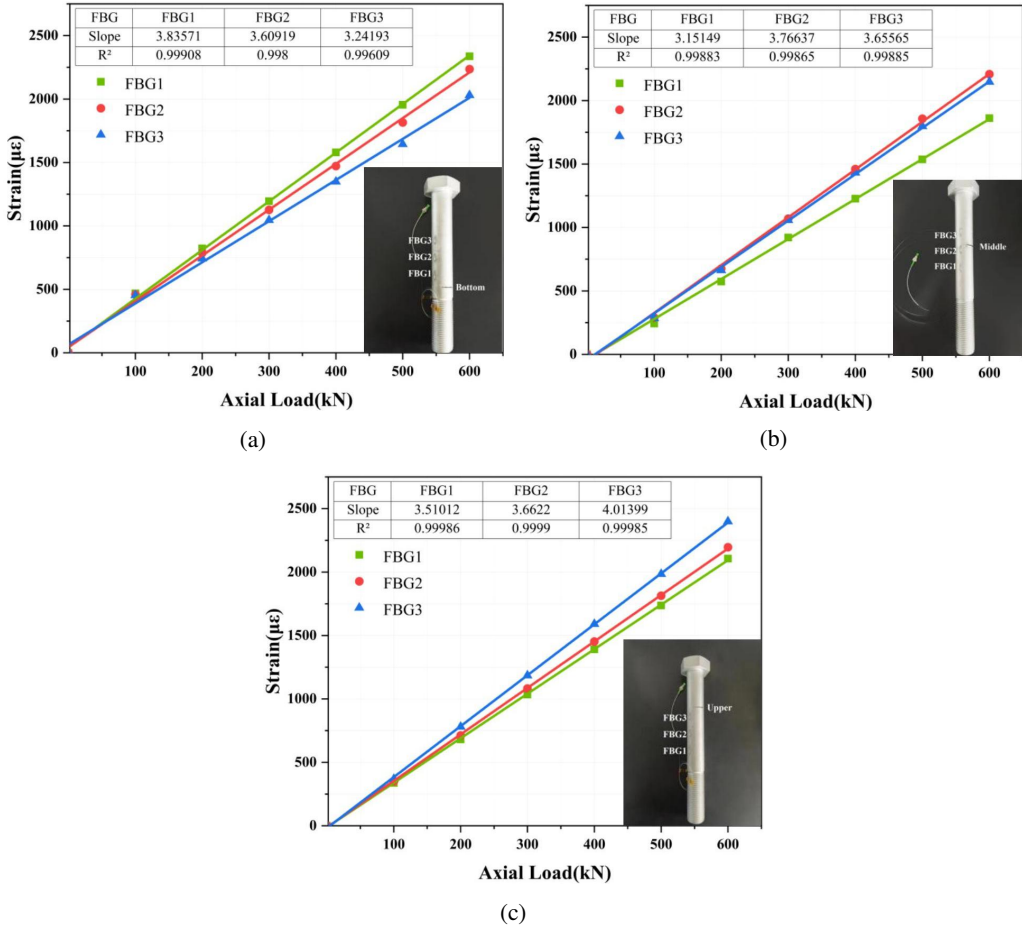 FBG FBG1 FBG2 FBG3
Slope 3.83571 3.60919 3.24193
R² 0.99908 0.998 0.99609
FBG1
FBG2
FBG3
Strain(με)
2500
2000
1500
1000
500
0
100 200 300 400 500 600
Axial Load(kN)
FBG3
FBG2
FBG1
Bottom
(a)
FBG FBG1 FBG2 FBG3
Slope 3.15149 3.76637 3.65565
R² 0.99883 0.99865 0.99885
FBG1
FBG2
FBG3
Strain(με)
2500
2000
1500
1000
500
0
100 200 300 400 500 600
Axial Load(kN)
FBG3
Middle
FBG2
FBG1
(b)
FBG FBG1 FBG2 FBG3
Slope 3.51012 3.6622 4.01399
R² 0.99986 0.9999 0.99985
FBG1
FBG2
FBG3
Strain(με)
2500
2000
1500
1000
500
0
100 200 300 400 500 600
Axial Load(kN)
Upper
FBG3
FBG2
FBG1
(c)